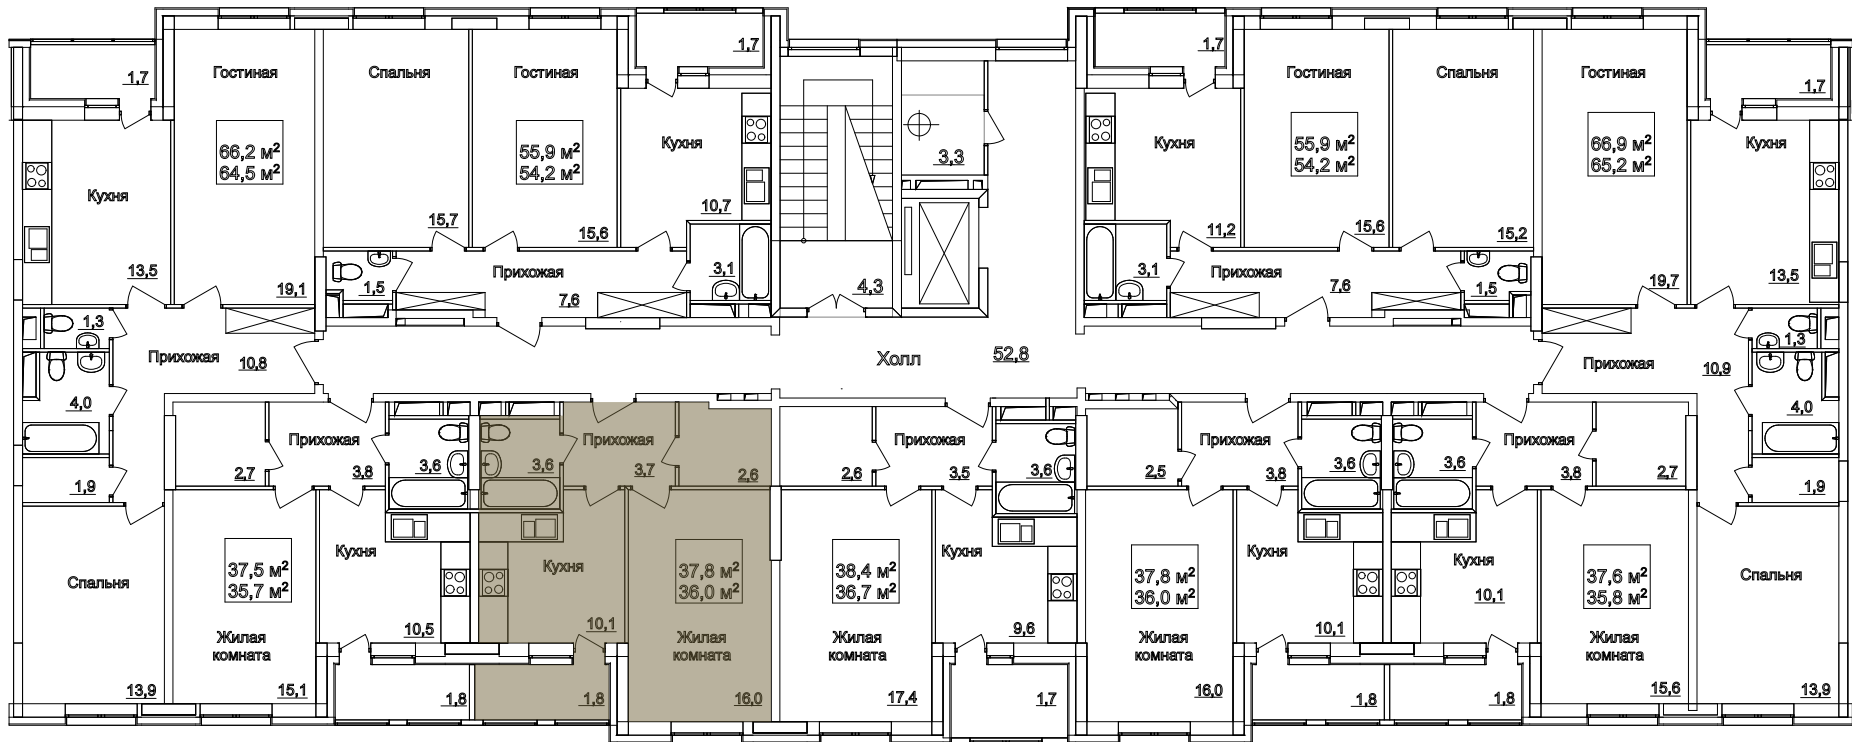 1,7
Гостиная
Спальня
Гостиная
1,7
1,7
Гостиная
Спальня
Гостиная
1,7
66,2 м²
64,5 м²
55,9 м²
54,2 м²
Кухня
3,3
Кухня
55,9 м²
54,2 м²
66,9 м²
65,2 м²
Кухня
Кухня
13,5
19,1
15,7
15,6
10,7
11,2
15,6
15,2
19,7
13,5
1,5
Прихожая
7,6
3,1
4,3
3,1
Прихожая
7,6
1,5
1,3
Прихожая
10,8
Холл
52,8
Прихожая
10,9
1,3
4,0
1,9
4,0
1,9
2,7
Прихожая
3,8
3,6
3,6
Прихожая
3,7
2,6
2,6
Прихожая
3,5
3,6
2,5
Прихожая
3,8
3,6
3,6
Прихожая
3,8
2,7
Спальня
13,9
37,5 м²
35,7 м²
Жилая
комната
15,1
Кухня
10,5
1,8
Кухня
10,1
1,8
37,8 м²
36,0 м²
Жилая
комната
16,0
38,4 м²
36,7 м²
Жилая
комната
17,4
Кухня
9,6
1,7
37,8 м²
36,0 м²
Жилая
комната
16,0
Кухня
10,1
1,8
Кухня
10,1
1,8
37,6 м²
35,8 м²
Жилая
комната
15,6
Спальня
13,9